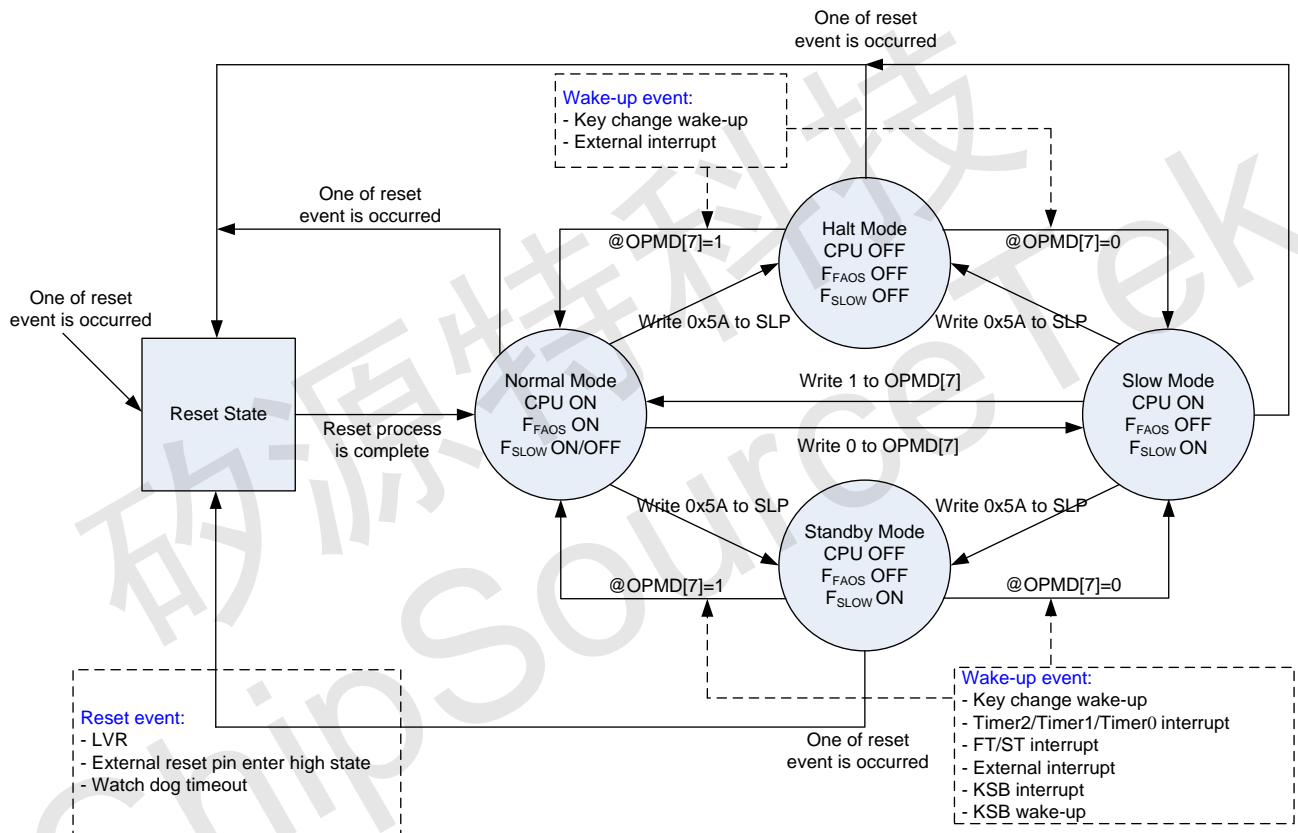 One of reset
event is occurred
Wake-up event:
- Key change wake-up
- External interrupt
One of reset
event is occurred
Halt Mode
CPU OFF
FFAOS OFF
FSLOW OFF
@OPMD[7]=1
@OPMD[7]=0
One of reset
event is occurred
Write 0x5A to SLP
Write 0x5A to SLP
Reset State
Reset process
is complete
Normal Mode
CPU ON
FFAOS ON
FSLOW ON/OFF
Write 1 to OPMD[7]
Write 0 to OPMD[7]
Slow Mode
CPU ON
FFAOS OFF
FSLOW ON
Write 0x5A to SLP
Write 0x5A to SLP
Standby Mode
CPU OFF
FFAOS OFF
FSLOW ON
@OPMD[7]=1
@OPMD[7]=0
Reset event:
- LVR
- External reset pin enter high state
- Watch dog timeout
One of reset
event is occurred
Wake-up event:
- Key change wake-up
- Timer2/Timer1/Timer0 interrupt
- FT/ST interrupt
- External interrupt
- KSB interrupt
- KSB wake-up
矽源特科技
ChipSourceTek